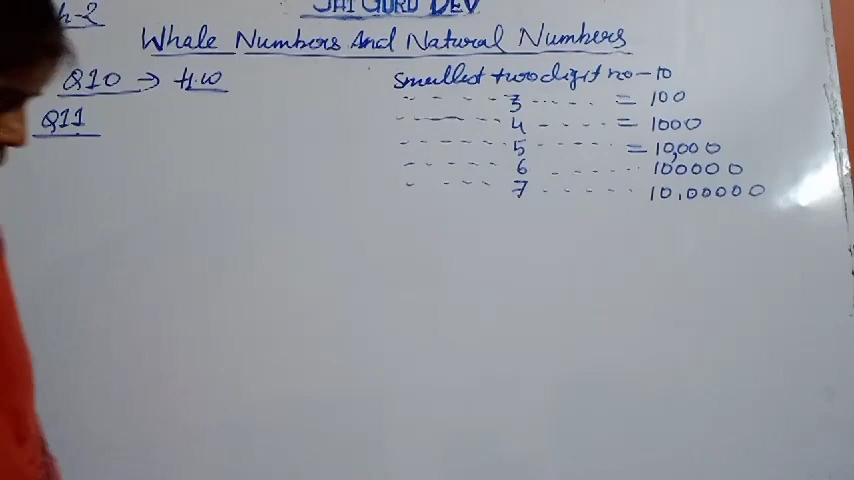 JAI GURU DEV
h-2
Whale Numbers And Natural Numbers
Q10 → H.W
Q11
Smallest two digit no - 10
" - - - - 3 - - - - = 100
- - - - - 4 - - - - = 1000
- - - - - 5 - - - - = 10,000
- - - - - 6 - - - - 100000
" - - - - 7 - - - - 10,00000